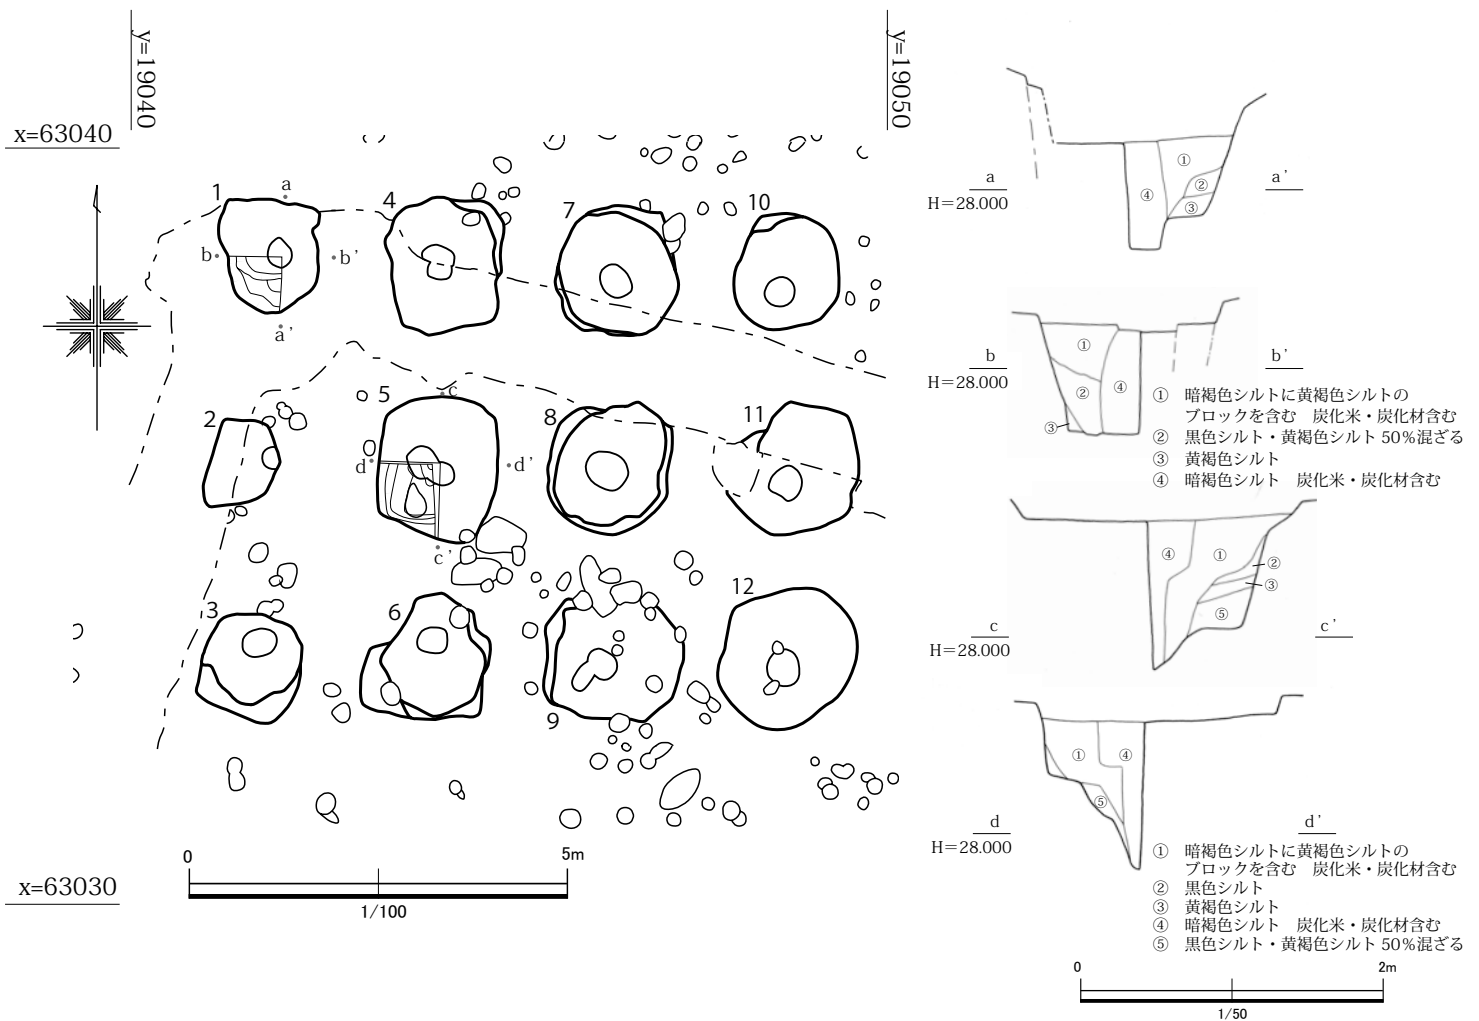 y=19040
y=19050
x=63040
1
a
4
7
10
b
b'
a'
5
c
8
11
2
d
d'
c'
3
6
12
9
0
5m
1/100
x=63030
①
②
③
④
a
a'
H=28.000
①
②
③
④
b
b'
H=28.000
① 暗褐色シルトに黄褐色シルトの
ブロックを含む 炭化米・炭化材含む
② 黒色シルト・黄褐色シルト50%混ざる
③ 黄褐色シルト
④ 暗褐色シルト 炭化米・炭化材含む
④
①
②
③
⑤
c
c'
H=28.000
①
④
⑤
d
d'
H=28.000
① 暗褐色シルトに黄褐色シルトの
ブロックを含む 炭化米・炭化材含む
② 黒色シルト
③ 黄褐色シルト
④ 暗褐色シルト 炭化米・炭化材含む
⑤ 黒色シルト・黄褐色シルト50%混ざる
0
2m
1/50